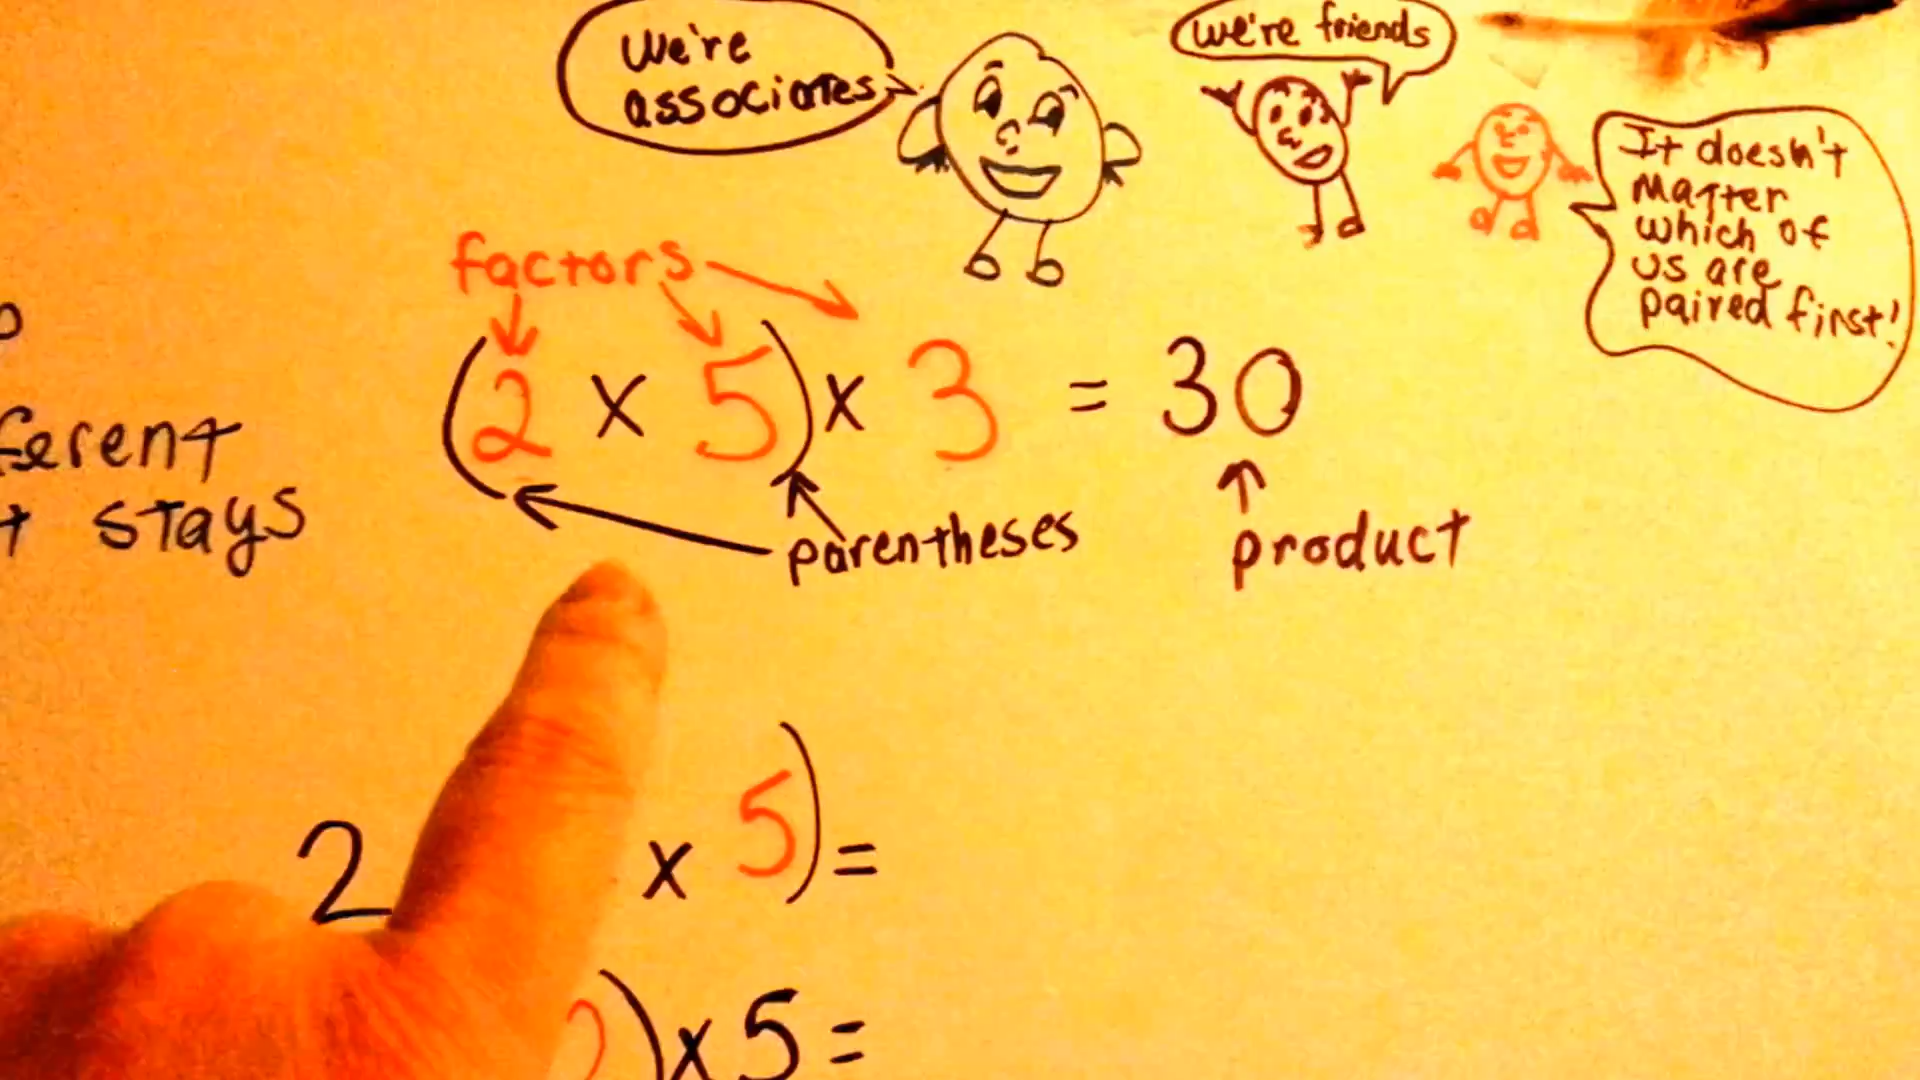 We're
associates
we're friends
It doesn't
matter
which of
us are
paired first!
factors
(2 x 5) x 3 = 30
parentheses
product
stays
2 x 5) =
) x 5 =